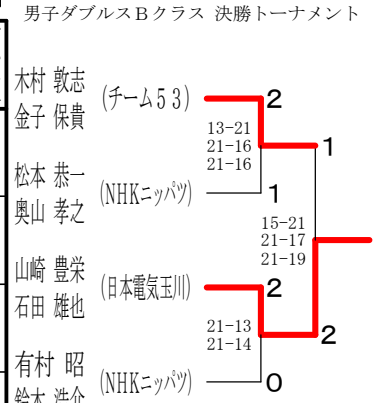 男子ダブルスBクラス 決勝トーナメント
木村 敦志
金子 保貴
(チーム53)
2
13-21
21-16
21-16
1
松本 恭一
奥山 孝之
(NHKニッパツ)
1
15-21
21-17
21-19
山崎 豊栄
石田 雄也
(日本電気玉川)
2
21-13
21-14
2
有村 昭
鈴木 浩介
(NHKニッパツ)
0